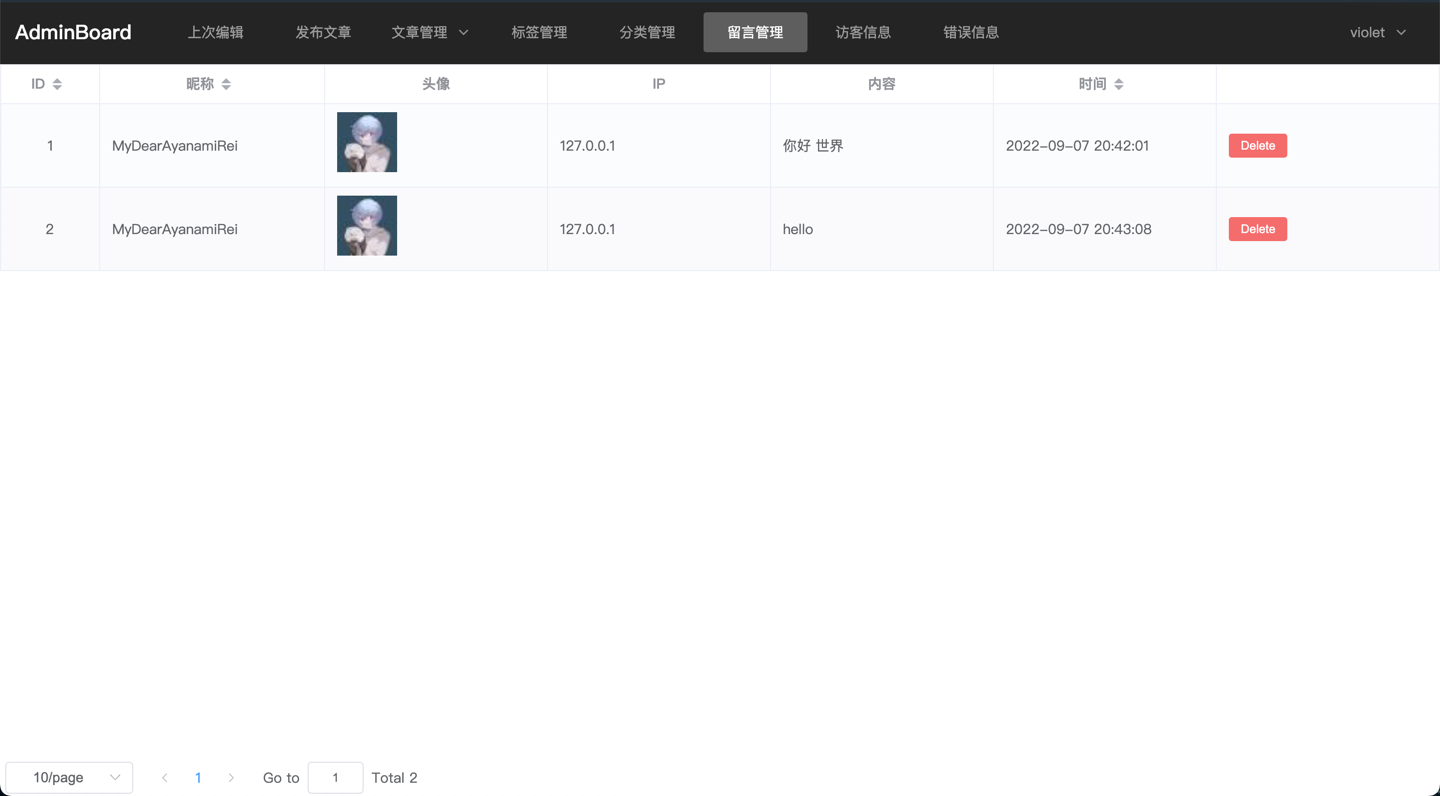 AdminBoard 上次编辑 发布文章 文章管理 标签管理 分类管理 留言管理 访客信息 错误信息 violet
ID 昵称 头像 IP 内容 时间
1 MyDearAyanamiRei 127.0.0.1 你好 世界 2022-09-07 20:42:01 Delete
2 MyDearAyanamiRei 127.0.0.1 hello 2022-09-07 20:43:08 Delete
10/page 1 Go to 1 Total 2